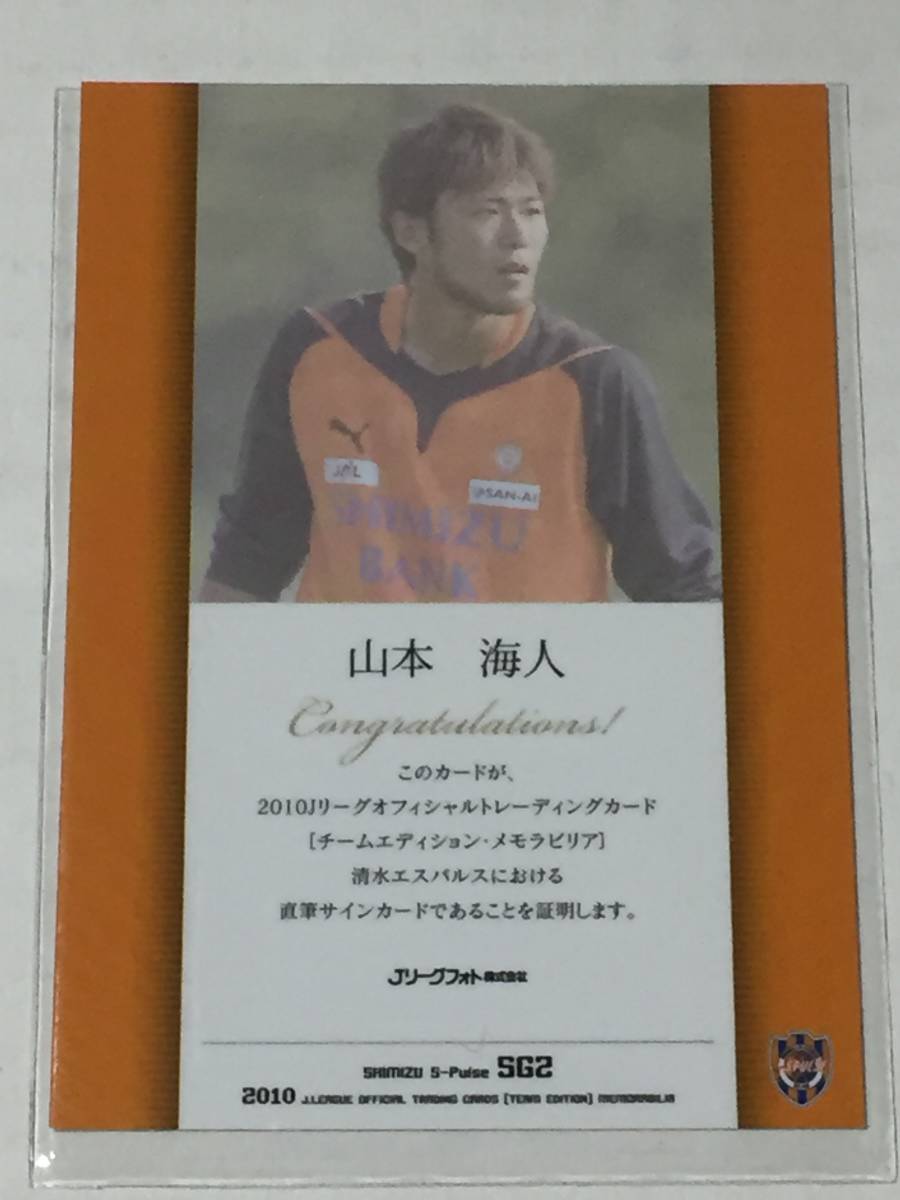 JAL
SAN-AI
SHIMIZU
BANK
山本 海人
Congratulations!
このカードが、
2010Jリーグオフィシャルトレーディングカード
[チームエディション・メモラビリア]
清水エスパルスにおける
直筆サインカードであることを証明します。
Jリーグフォト株式会社
SHIMIZU S-Pulse SG2
2010 J.LEAGUE OFFICIAL TRADING CARDS [TEAM EDITION] MEMORABILIA
S-PULSE